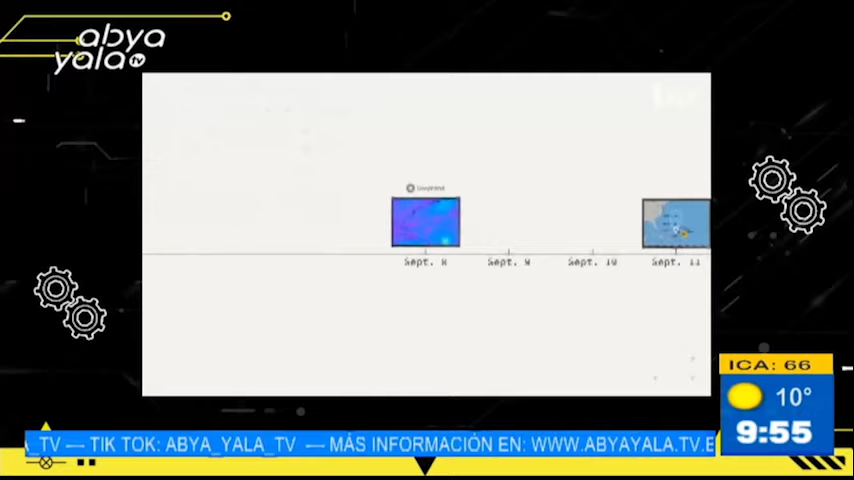 abya
yala tv
Sept. 8
Sept. 9
Sept. 10
Sept. 11
ICA: 66
10°
9:55
_TV — TIK TOK: ABYA_YALA_TV — MÁS INFORMACIÓN EN: WWW.ABYAYALA.TV.B